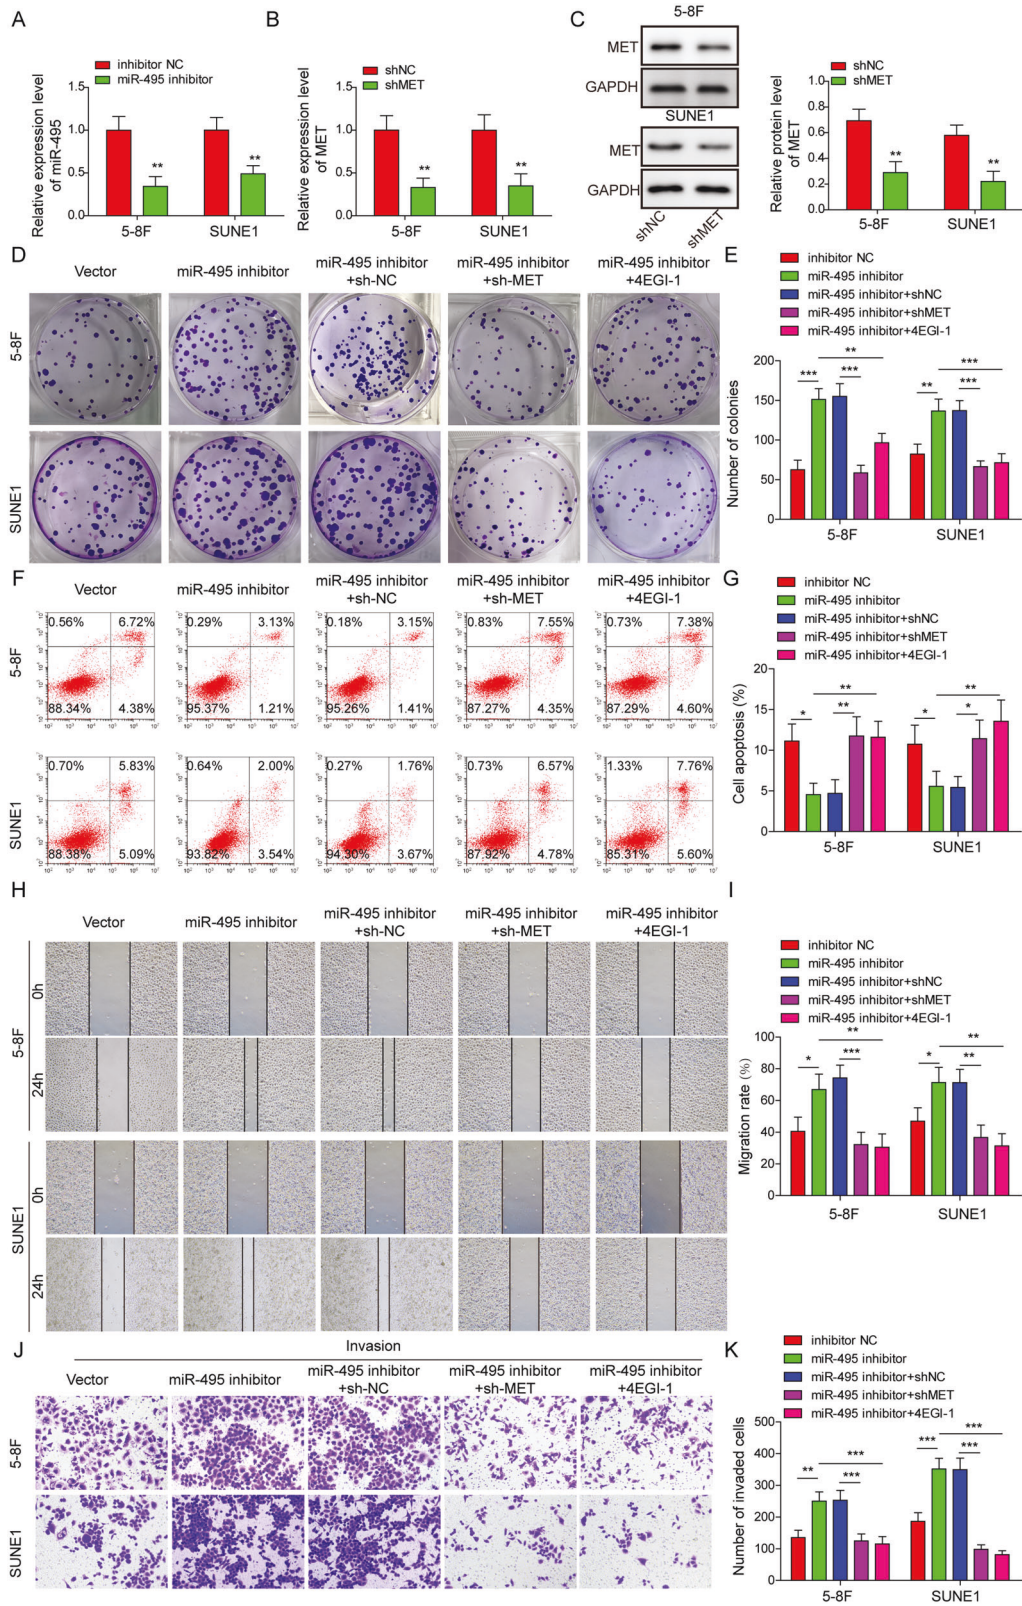 A
inhibitor NC
miR-495 inhibitor
Relative expression level
of miR-495
1.5
1.0
0.5
0.0
**
**
5-8F
SUNE1
B
shNC
shMET
Relative expression level
of MET
1.5
1.0
0.5
0.0
**
**
5-8F
SUNE1
C
5-8F
MET
GAPDH
SUNE1
MET
GAPDH
shNC
shMET
shNC
shMET
Relative protein level
of MET
1.0
0.8
0.6
0.4
0.2
0.0
**
**
5-8F
SUNE1
D
Vector
miR-495 inhibitor
miR-495 inhibitor
+sh-NC
miR-495 inhibitor
+sh-MET
miR-495 inhibitor
+4EGI-1
5-8F
SUNE1
E
inhibitor NC
miR-495 inhibitor
miR-495 inhibitor+shNC
miR-495 inhibitor+shMET
miR-495 inhibitor+4EGI-1
Number of colonies
200
150
100
50
0
**
***
***
***
**
***
5-8F
SUNE1
F
Vector
miR-495 inhibitor
miR-495 inhibitor
+sh-NC
miR-495 inhibitor
+sh-MET
miR-495 inhibitor
+4EGI-1
5-8F
0.56% 6.72%
88.34% 4.38%
0.29% 3.13%
95.37% 1.21%
0.18% 3.15%
95.26% 1.41%
0.83% 7.55%
87.27% 4.35%
0.73% 7.38%
87.29% 4.60%
SUNE1
0.70% 5.83%
88.38% 5.09%
0.64% 2.00%
93.82% 3.54%
0.27% 1.76%
94.30% 3.67%
0.73% 6.57%
87.92% 4.78%
1.33% 7.76%
85.31% 5.60%
G
inhibitor NC
miR-495 inhibitor
miR-495 inhibitor+shNC
miR-495 inhibitor+shMET
miR-495 inhibitor+4EGI-1
Cell apoptosis (%)
20
15
10
5
0
**
*
**
**
*
*
5-8F
SUNE1
H
Vector
miR-495 inhibitor
miR-495 inhibitor
+sh-NC
miR-495 inhibitor
+sh-MET
miR-495 inhibitor
+4EGI-1
5-8F
0h
24h
SUNE1
0h
24h
I
inhibitor NC
miR-495 inhibitor
miR-495 inhibitor+shNC
miR-495 inhibitor+shMET
miR-495 inhibitor+4EGI-1
Migration rate (%)
100
80
60
40
20
0
**
*
***
**
*
**
5-8F
SUNE1
J
Invasion
Vector
miR-495 inhibitor
miR-495 inhibitor
+sh-NC
miR-495 inhibitor
+sh-MET
miR-495 inhibitor
+4EGI-1
5-8F
SUNE1
K
inhibitor NC
miR-495 inhibitor
miR-495 inhibitor+shNC
miR-495 inhibitor+shMET
miR-495 inhibitor+4EGI-1
Number of invaded cells
500
400
300
200
100
0
***
**
***
***
***
***
5-8F
SUNE1